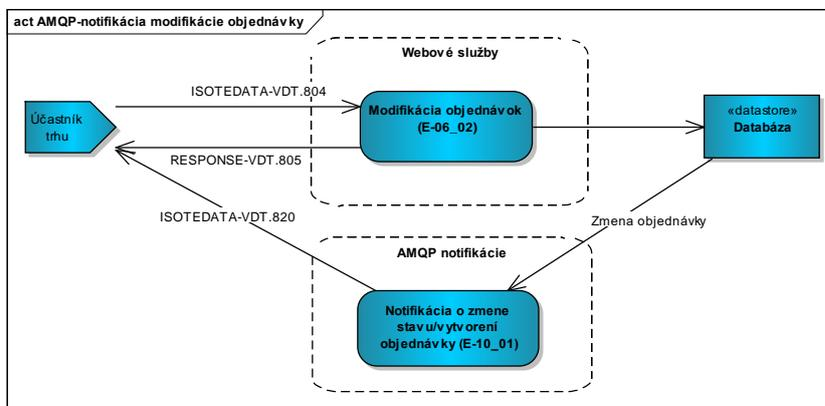 act AMQP-notifikácia modifikácie objednávky
Webové služby
ISOTEDATA-VDT.804
Účastník
trhu
Modifikácia objednávok
(E-06_02)
«datastore»
Databáza
RESPONSE-VDT.805
ISOTEDATA-VDT.820
Zmena objednávky
AMQP notifikácie
Notifikácia o zmene
stavu/vytvorení
objednávky (E-10_01)